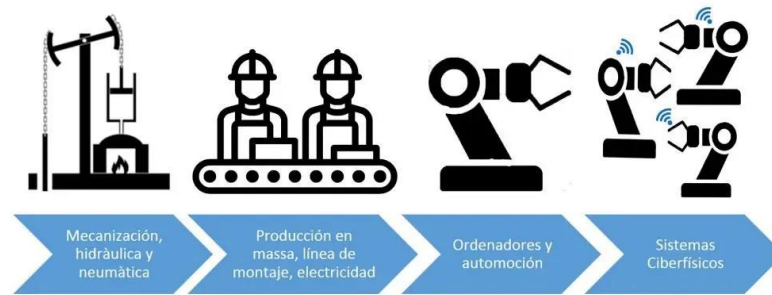 Mecanización,
hidràulica y
neumàtica
Producción en
massa, línea de
montaje, electricidad
Ordenadores y
automoción
Sistemas
Ciberfísicos